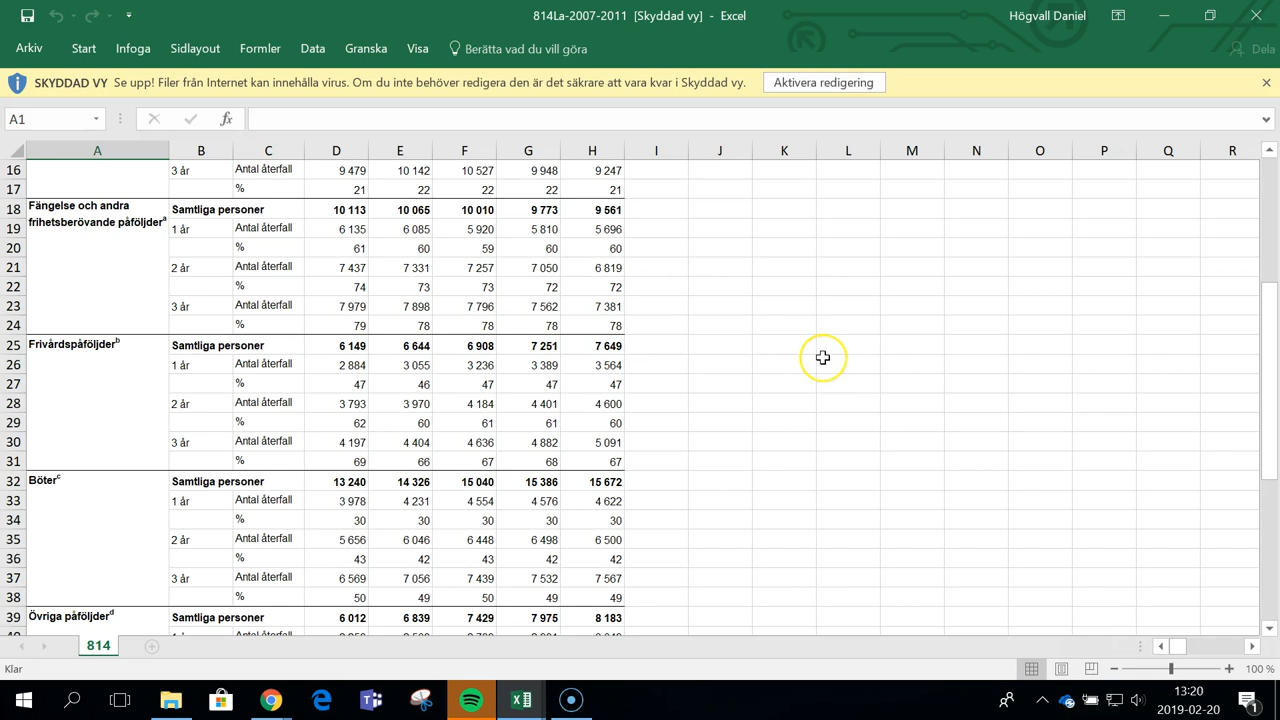 814La-2007-2011 [Skyddad vy] - Excel
Högvall Daniel
Arkiv Start Infoga Sidlayout Formler Data Granska Visa Berätta vad du vill göra Dela
SKYDDAD VY Se upp! Filer från Internet kan innehålla virus. Om du inte behöver redigera den är det säkrare att vara kvar i Skyddad vy. Aktivera redigering
A1 fx
A B C D E F G H I J K L M N O P Q R
16 3 år Antal återfall 9 479 10 142 10 527 9 948 9 247
17 % 21 22 22 22 21
18 Fängelse och andra Samtliga personer 10 113 10 065 10 010 9 773 9 561
frihetsberövande påföljder a
19 1 år Antal återfall 6 135 6 085 5 920 5 810 5 696
20 % 61 60 59 60 60
21 2 år Antal återfall 7 437 7 331 7 257 7 050 6 819
22 % 74 73 73 72 72
23 3 år Antal återfall 7 979 7 898 7 796 7 562 7 381
24 % 79 78 78 78 78
25 Frivårdspåföljder b Samtliga personer 6 149 6 644 6 908 7 251 7 649
26 1 år Antal återfall 2 884 3 055 3 236 3 389 3 564
27 % 47 46 47 47 47
28 2 år Antal återfall 3 793 3 970 4 184 4 401 4 600
29 % 62 60 61 61 60
30 3 år Antal återfall 4 197 4 404 4 636 4 882 5 091
31 % 69 66 67 68 67
32 Böter c Samtliga personer 13 240 14 326 15 040 15 386 15 672
33 1 år Antal återfall 3 978 4 231 4 554 4 576 4 622
34 % 30 30 30 30 30
35 2 år Antal återfall 5 656 6 046 6 448 6 498 6 500
36 % 43 42 43 42 42
37 3 år Antal återfall 6 569 7 056 7 439 7 532 7 567
38 % 50 49 50 49 49
39 Övriga påföljder d Samtliga personer 6 012 6 839 7 429 7 975 8 183
814
Klar 100 %
13:20
2019-02-20
1